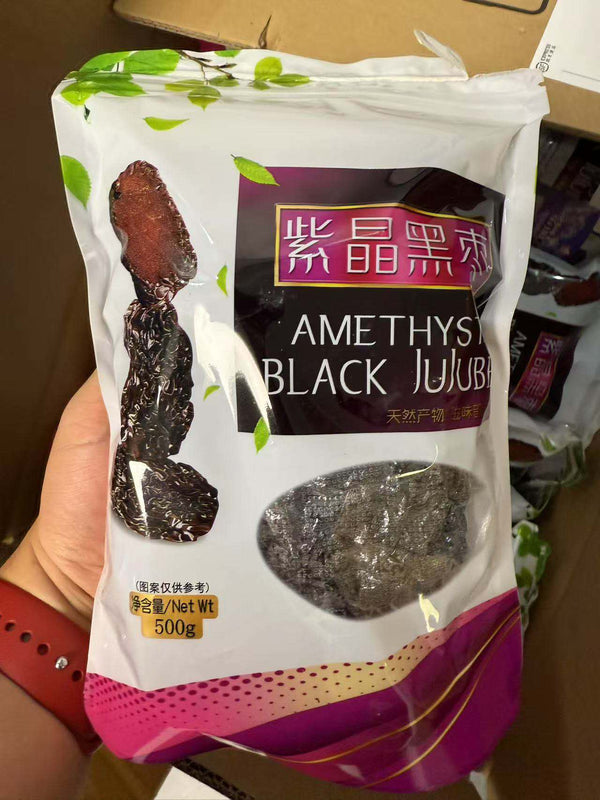 紫晶黑枣
AMETHYST
BLACK JUJUBE
天然产物
(图案仅供参考)
净含量/Net Wt
500g